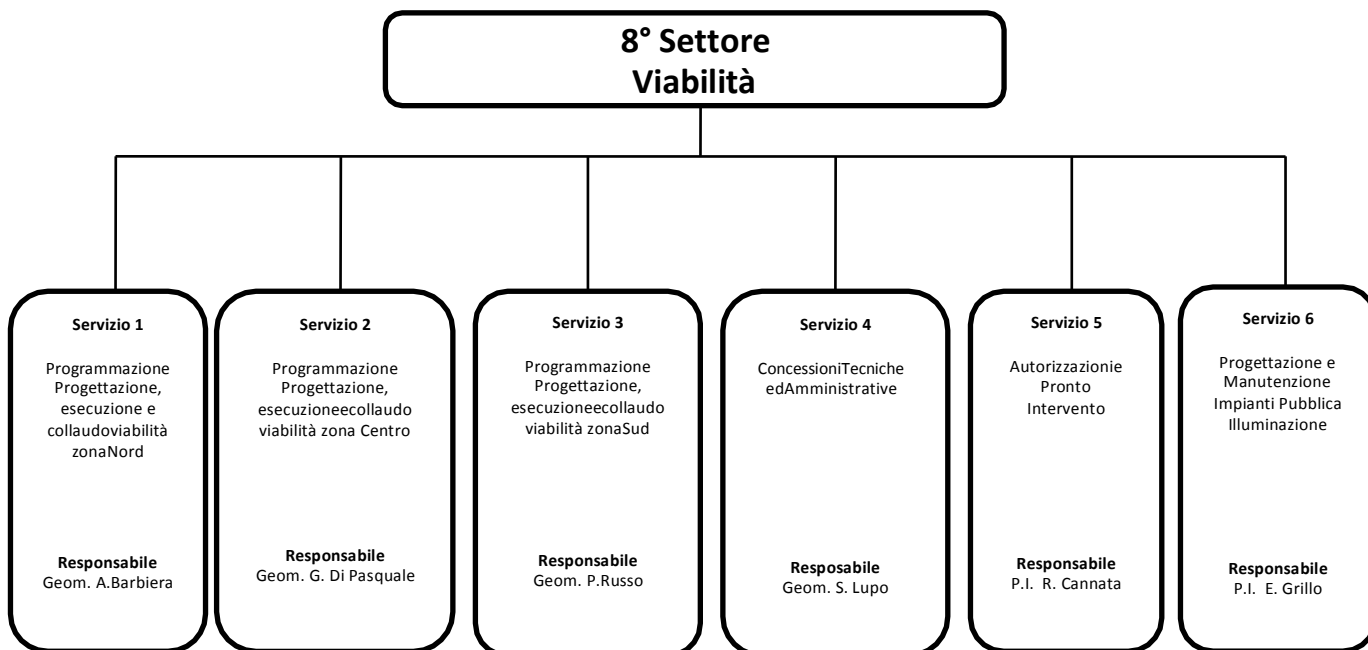 8° Settore
Viabilità
Servizio 1
Programmazione
Progettazione,
esecuzione e
collaudoviabilità
zonaNord
Responsabile
Geom. A.Barbiera
Servizio 2
Programmazione
Progettazione,
esecuzioneecollaudo
viabilità zona Centro
Responsabile
Geom. G. Di Pasquale
Servizio 3
Programmazione
Progettazione,
esecuzioneecollaudo
viabilità zonaSud
Responsabile
Geom. P.Russo
Servizio 4
ConcessioniTecniche
edAmministrative
Resposabile
Geom. S. Lupo
Servizio 5
Autorizzazionie
Pronto
Intervento
Responsabile
P.I. R. Cannata
Servizio 6
Progettazione e
Manutenzione
Impianti Pubblica
Illuminazione
Responsabile
P.I. E. Grillo